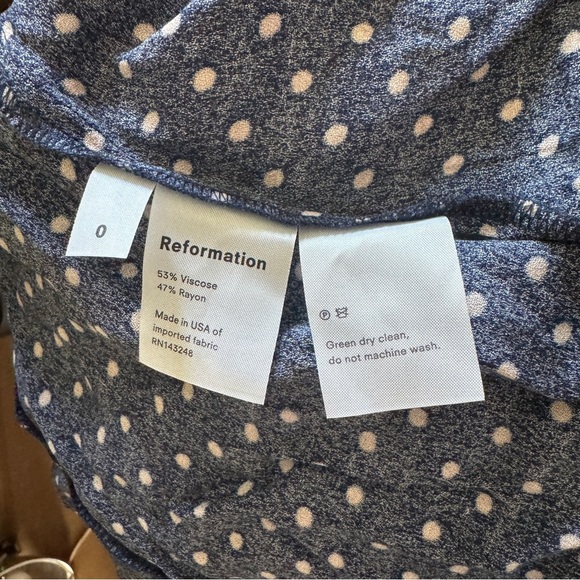 0
Reformation
53% Viscose
47% Rayon
Made in USA of
imported fabric
RN143248
P
Green dry clean,
do not machine wash.